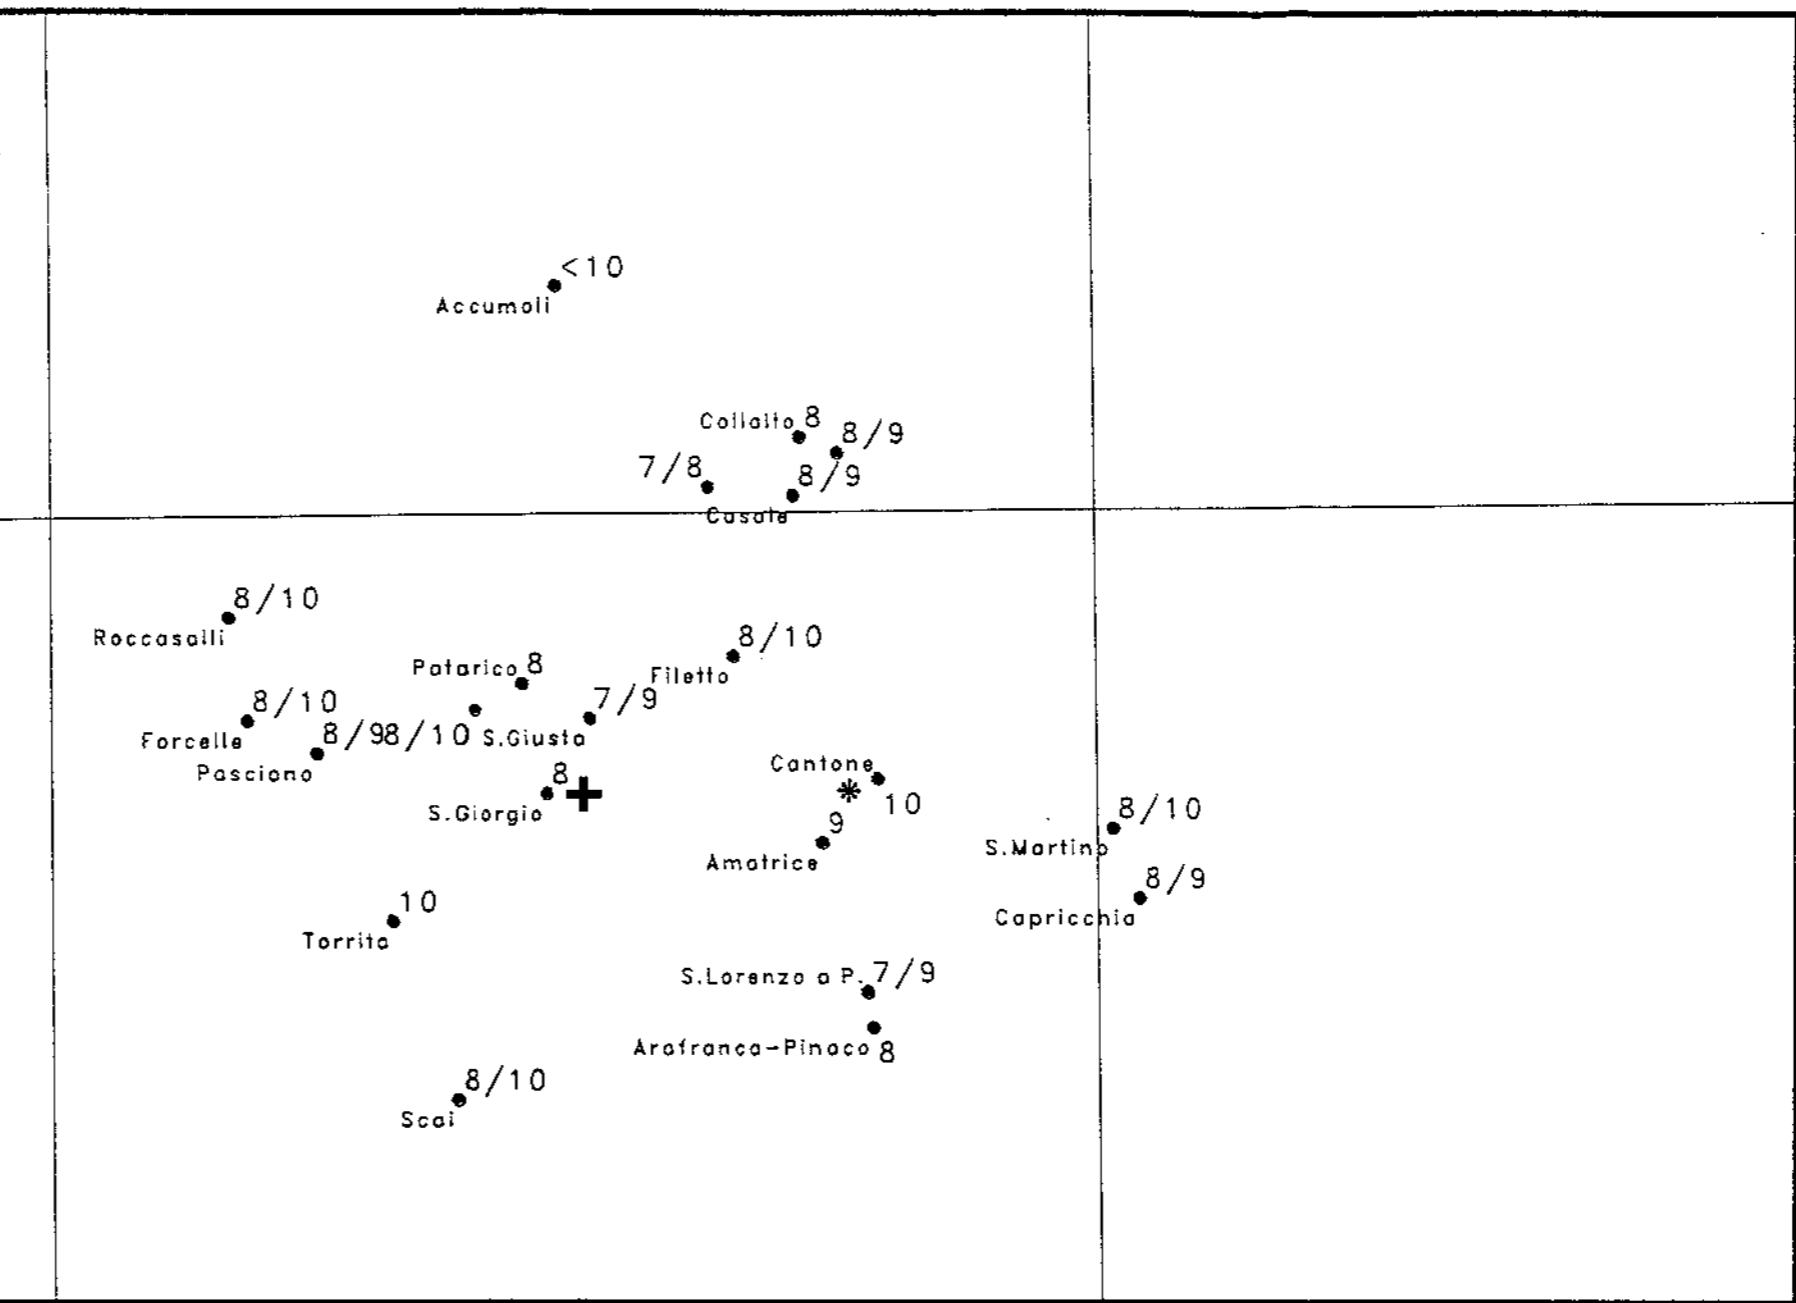 <10
Accumoli
Collalto 8
8/9
7/8
8/9
Casale
8/10
Roccasalli
8/10
Filetto
Patarico 8
7/9
S.Giusta
8/10
Forcelle
8/9
8/10
Pasciano
8
S.Giorgio
Cantone
10
9
Amatrice
8/10
S.Martino
8/9
Capricchia
10
Torrita
S.Lorenzo a P. 7/9
Arafranca-Pinaco 8
8/10
Scai